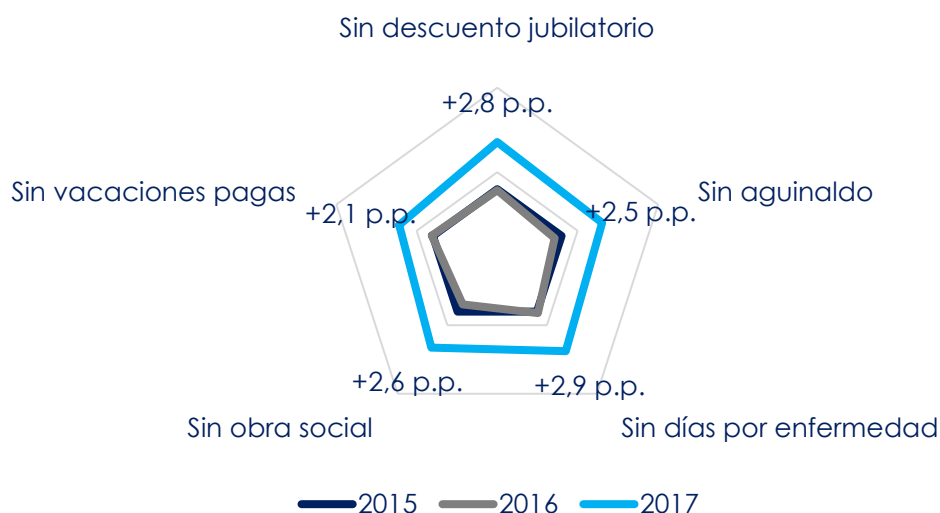 Sin descuento jubilatorio
+2,8 p.p.
Sin vacaciones pagas
+2,1 p.p.
+2,5 p.p.
Sin aguinaldo
+2,6 p.p.
+2,9 p.p.
Sin obra social
Sin días por enfermedad
2015
2016
2017